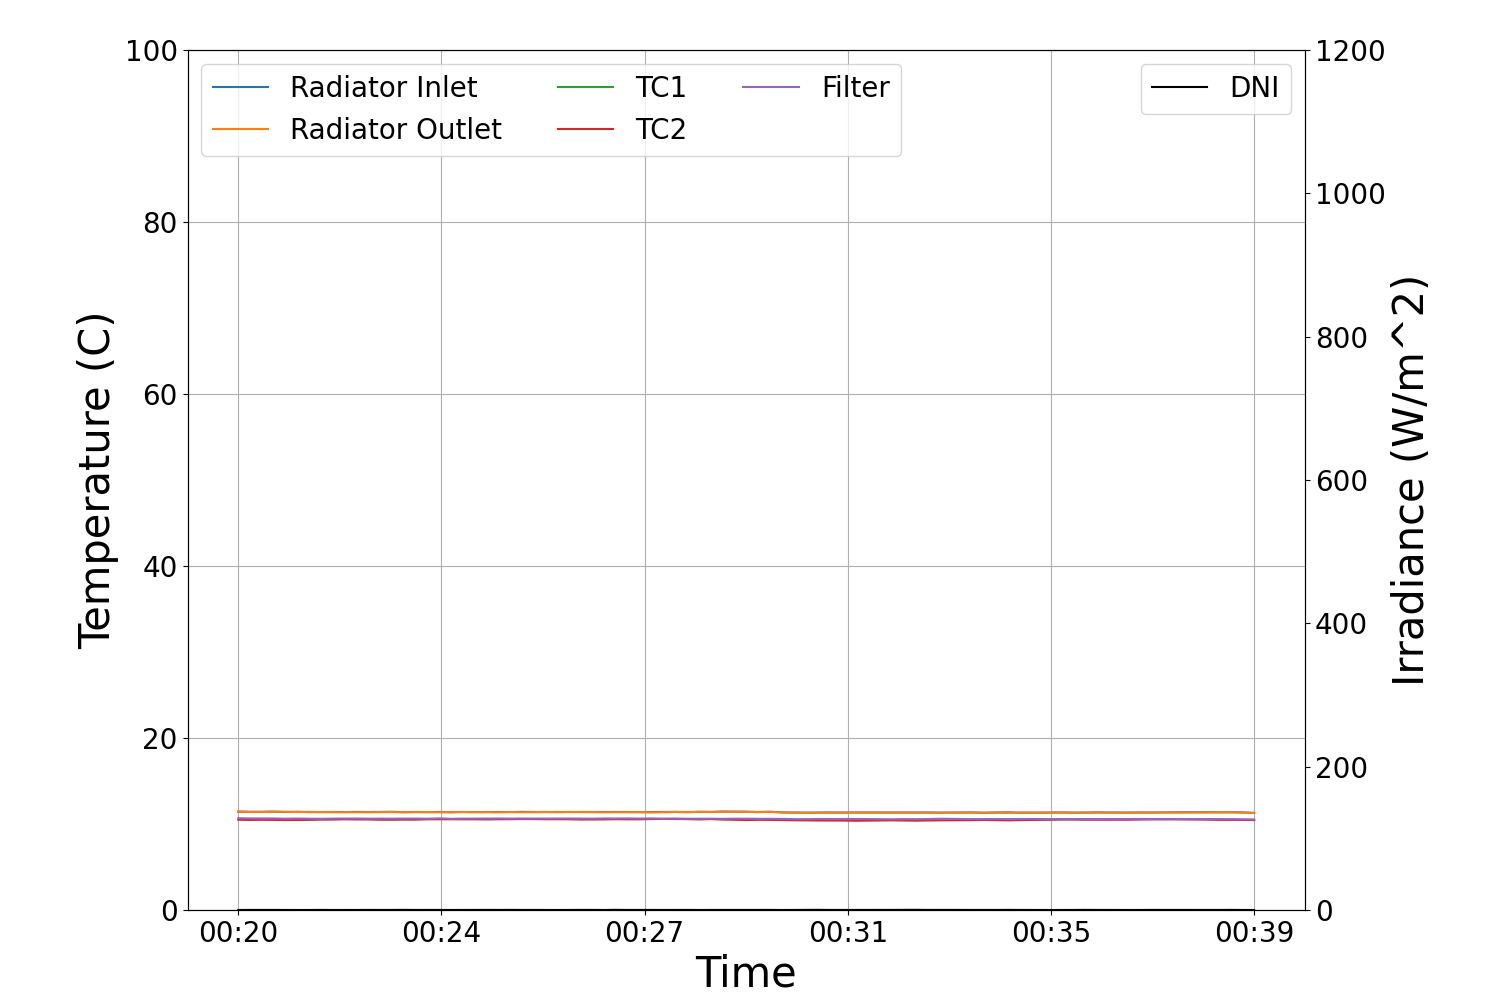 Radiator Inlet
Radiator Outlet
TC1
TC2
Filter
DNI
Temperature (C)
100
80
60
40
20
0
Irradiance (W/m^2)
1200
1000
800
600
400
200
0
00:20 00:24 00:27 00:31 00:35 00:39
Time